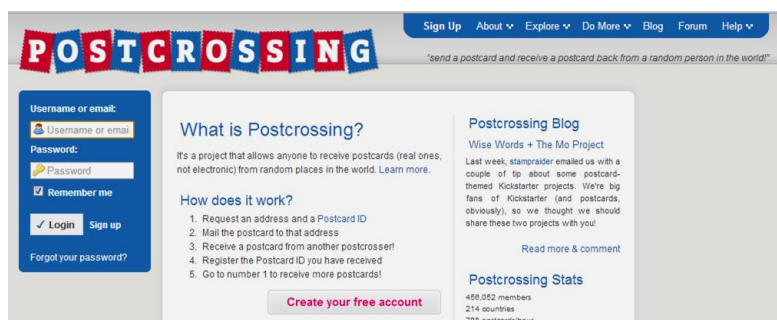 POSTCROSSING
Sign Up About Explore Do More Blog Forum Help
"send a postcard and receive a postcard back from a random person in the world!"
Username or email:
Username or emai
Password:
Password
Remember me
Login Sign up
Forgot your password?
What is Postcrossing?
It's a project that allows anyone to receive postcards (real ones,
not electronic) from random places in the world. Learn more.
How does it work?
1. Request an address and a Postcard ID
2. Mail the postcard to that address
3. Receive a postcard from another postcrosser!
4. Register the Postcard ID you have received
5. Go to number 1 to receive more postcards!
Create your free account
Postcrossing Blog
Wise Words + The Mo Project
Last week, stampraider emailed us with a
couple of tip about some postcard-
themed Kickstarter projects. We're big
fans of Kickstarter (and postcards,
obviously), so we thought we should
share these two projects with you!
Read more & comment
Postcrossing Stats
456,052 members
214 countries